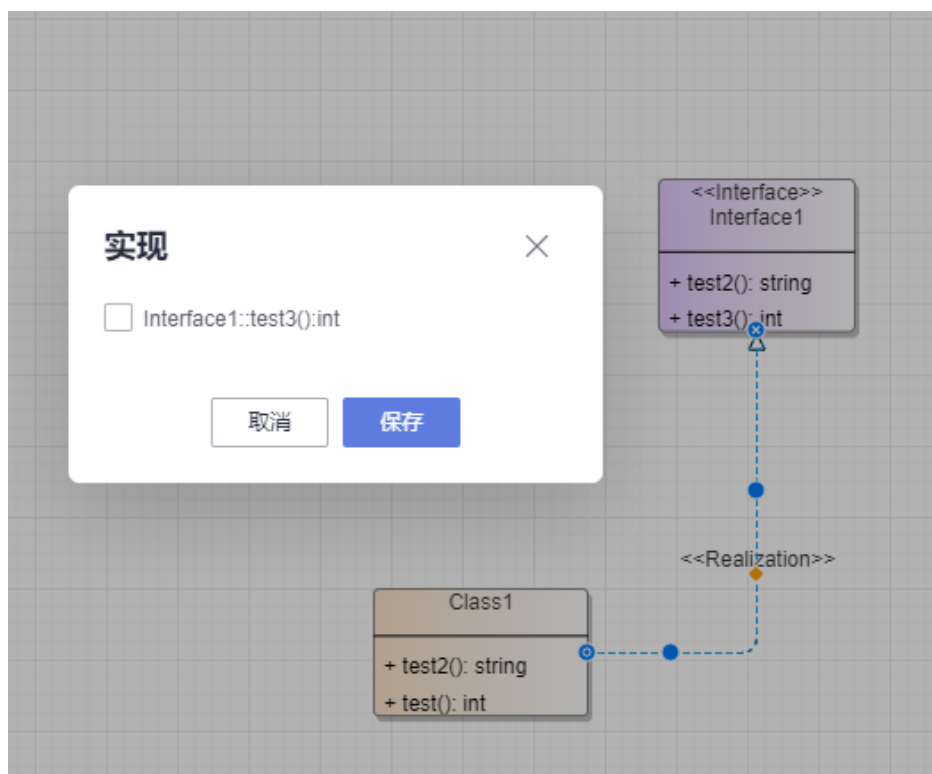 <<Interface>>
Interface1
+ test2(): string
+ test3(): int
实现
Interface1::test3():int
取消
保存
<<Realization>>
Class1
+ test2(): string
+ test(): int